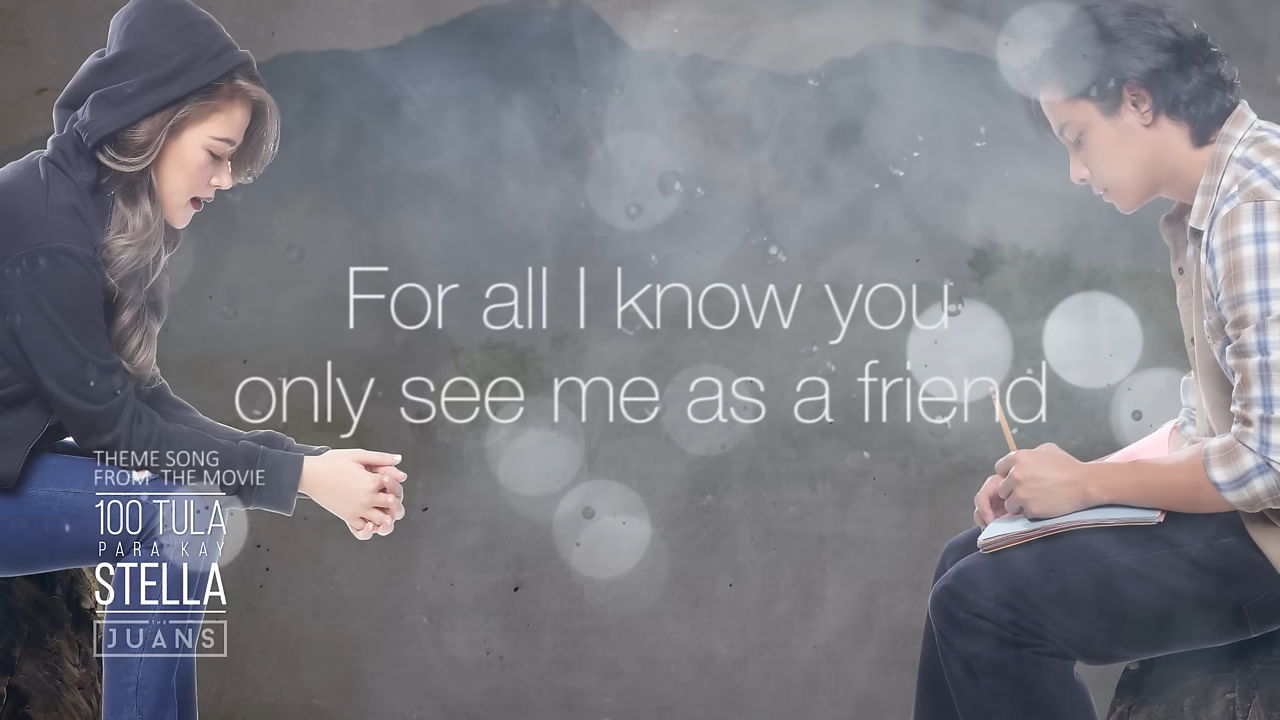 For all I know you
only see me as a friend
THEME SONG
FROM THE MOVIE
100 TULA
PARA KAY
STELLA
THE
JUANS